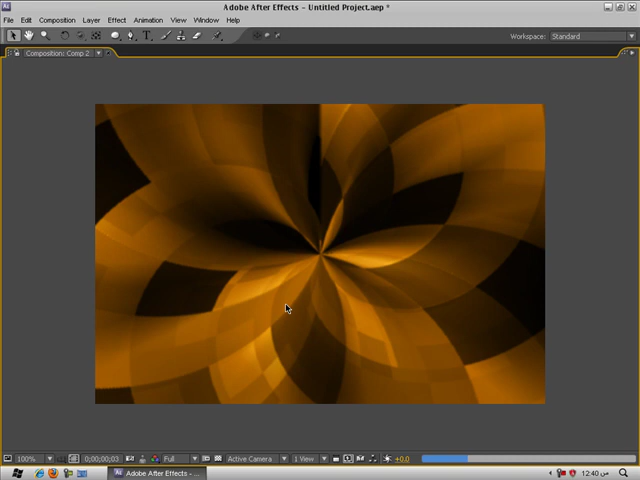 Adobe After Effects - Untitled Project.aep *
File Edit Composition Layer Effect Animation View Window Help
Workspace: Standard
Composition: Comp 2
100% 0;00;00;03 Full Active Camera 1 View +0.0
Adobe After Effects - ...
12:40 ص